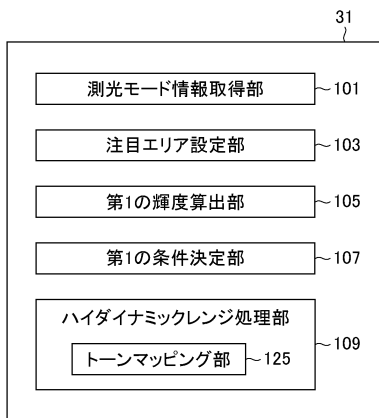 31
測光モード情報取得部 101
注目エリア設定部 103
第1の輝度算出部 105
第1の条件決定部 107
ハイダイナミックレンジ処理部
トーンマッピング部 125
109